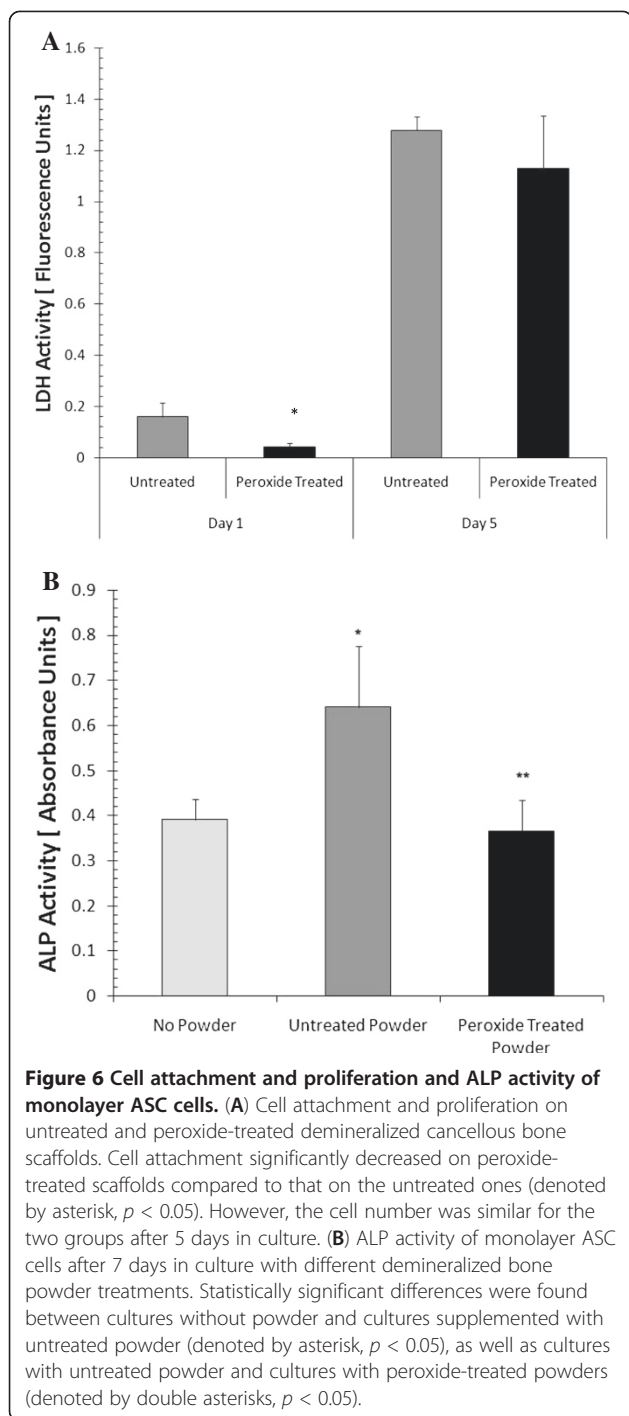 A
1.6
1.4
1.2
1
0.8
0.6
0.4
0.2
0
LDH Activity [ Fluorescence Units]
*
Untreated
Peroxide Treated
Untreated
Peroxide Treated
Day 1
Day 5
B
0.9
0.8
0.7
0.6
0.5
0.4
0.3
0.2
0.1
0
ALP Activity [ Absorbance Units]
*
**
No Powder
Untreated Powder
Peroxide Treated
Powder
Figure 6 Cell attachment and proliferation and ALP activity of
monolayer ASC cells. (A) Cell attachment and proliferation on
untreated and peroxide-treated demineralized cancellous bone
scaffolds. Cell attachment significantly decreased on peroxide-
treated scaffolds compared to that on the untreated ones (denoted
by asterisk, p < 0.05). However, the cell number was similar for the
two groups after 5 days in culture. (B) ALP activity of monolayer ASC
cells after 7 days in culture with different demineralized bone
powder treatments. Statistically significant differences were found
between cultures without powder and cultures supplemented with
untreated powder (denoted by asterisk, p < 0.05), as well as cultures
with untreated powder and cultures with peroxide-treated powders
(denoted by double asterisks, p < 0.05).